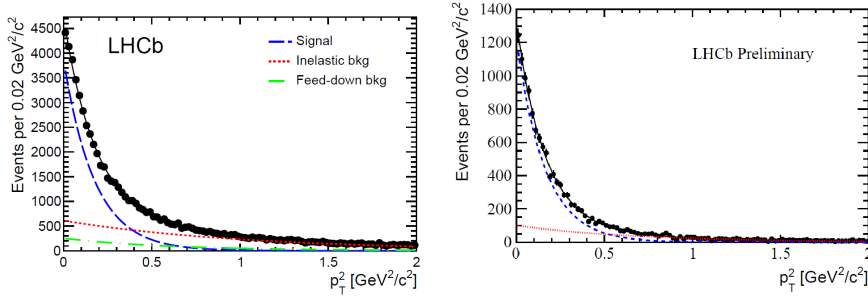 Events per 0.02 GeV²/c²
4500
4000
3500
3000
2500
2000
1500
1000
500
0
LHCb
Signal
Inelastic bkg
Feed-down bkg
0 0.5 1 1.5 2
p_T² [GeV²/c²]
Events per 0.02 GeV²/c²
1400
1200
1000
800
600
400
200
0
LHCb Preliminary
0 0.5 1 1.5 2
p_T² [GeV²/c²]